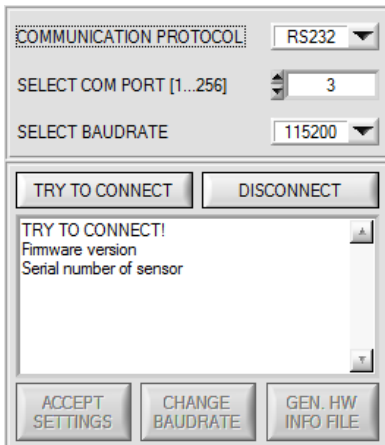 COMMUNICATION PROTOCOL RS232
SELECT COM PORT [1...256] 3
SELECT BAUDRATE 115200
TRY TO CONNECT DISCONNECT
TRY TO CONNECT!
Firmware version
Serial number of sensor
ACCEPT SETTINGS CHANGE BAUDRATE GEN. HW INFO FILE